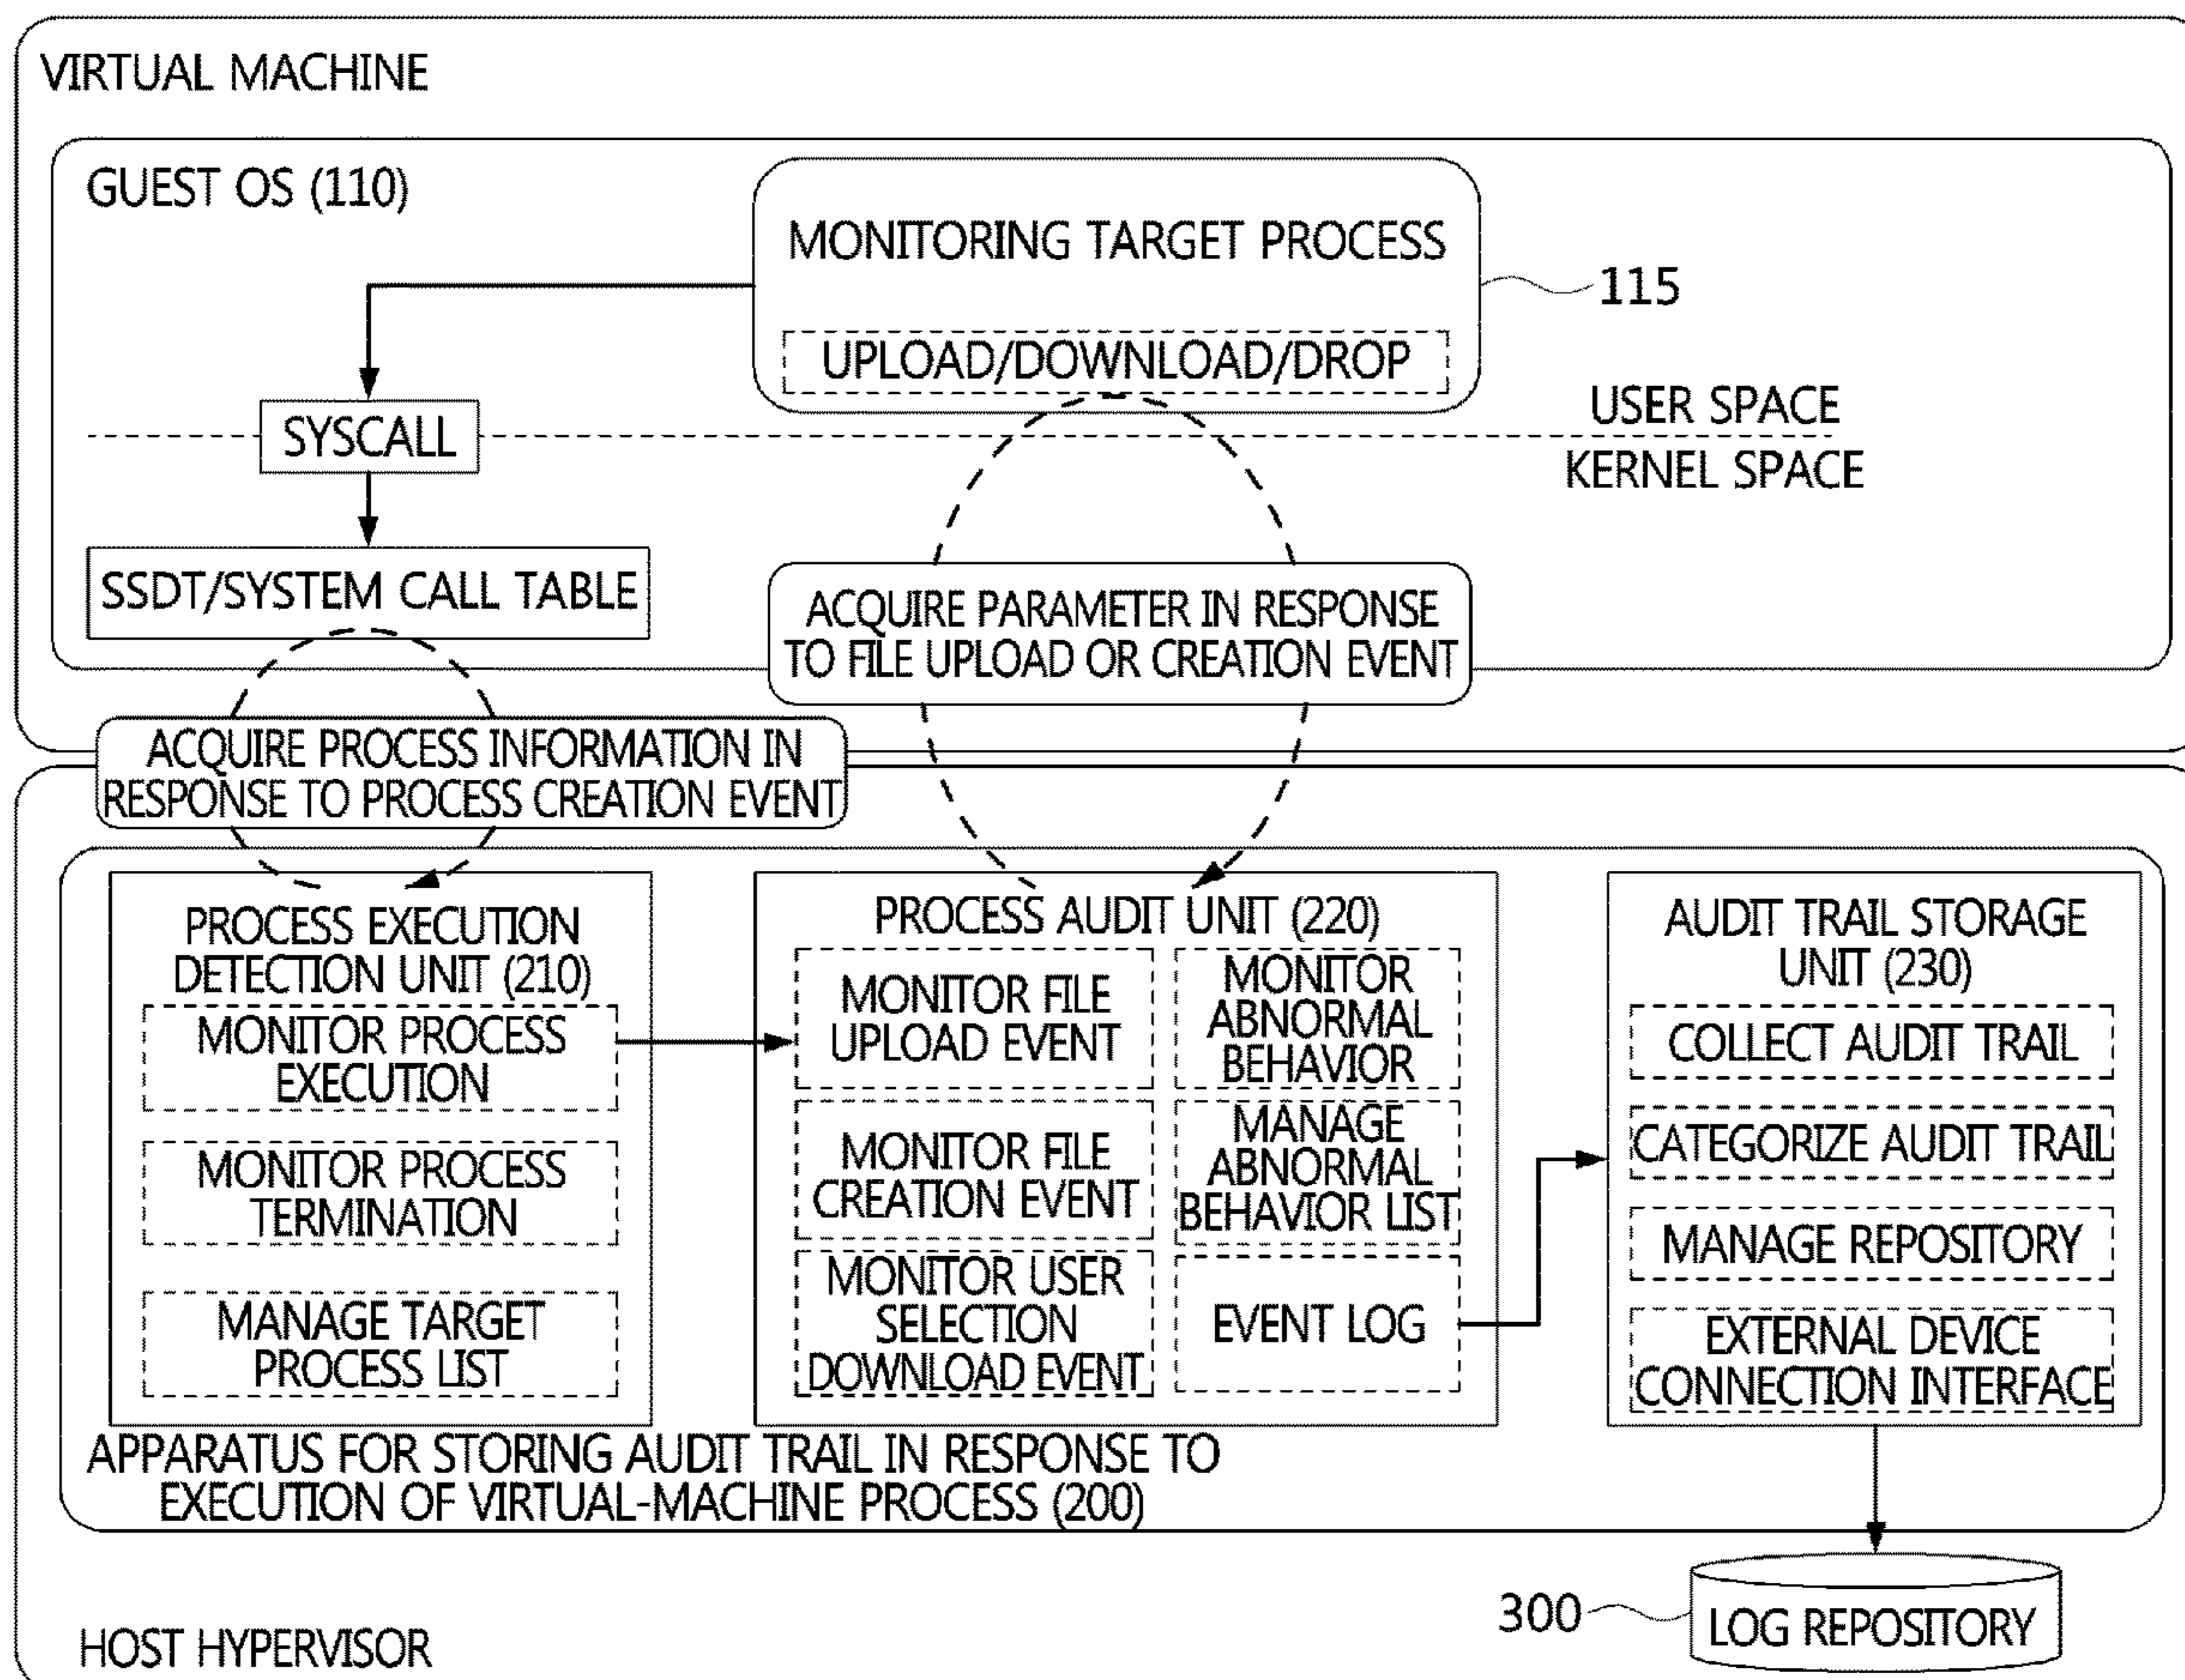 VIRTUAL MACHINE
GUEST OS (110)
MONITORING TARGET PROCESS
115
UPLOAD/DOWNLOAD/DROP
USER SPACE
SYSCALL
KERNEL SPACE
SSDT/SYSTEM CALL TABLE
ACQUIRE PARAMETER IN RESPONSE
TO FILE UPLOAD OR CREATION EVENT
ACQUIRE PROCESS INFORMATION IN
RESPONSE TO PROCESS CREATION EVENT
PROCESS EXECUTION
DETECTION UNIT (210)
MONITOR PROCESS
EXECUTION
MONITOR PROCESS
TERMINATION
MANAGE TARGET
PROCESS LIST
PROCESS AUDIT UNIT (220)
MONITOR FILE
UPLOAD EVENT
MONITOR FILE
CREATION EVENT
MONITOR USER
SELECTION
DOWNLOAD EVENT
MONITOR
ABNORMAL
BEHAVIOR
MANAGE
ABNORMAL
BEHAVIOR LIST
EVENT LOG
AUDIT TRAIL STORAGE
UNIT (230)
COLLECT AUDIT TRAIL
CATEGORIZE AUDIT TRAIL
MANAGE REPOSITORY
EXTERNAL DEVICE
CONNECTION INTERFACE
APPARATUS FOR STORING AUDIT TRAIL IN RESPONSE TO
EXECUTION OF VIRTUAL-MACHINE PROCESS (200)
300
LOG REPOSITORY
HOST HYPERVISOR